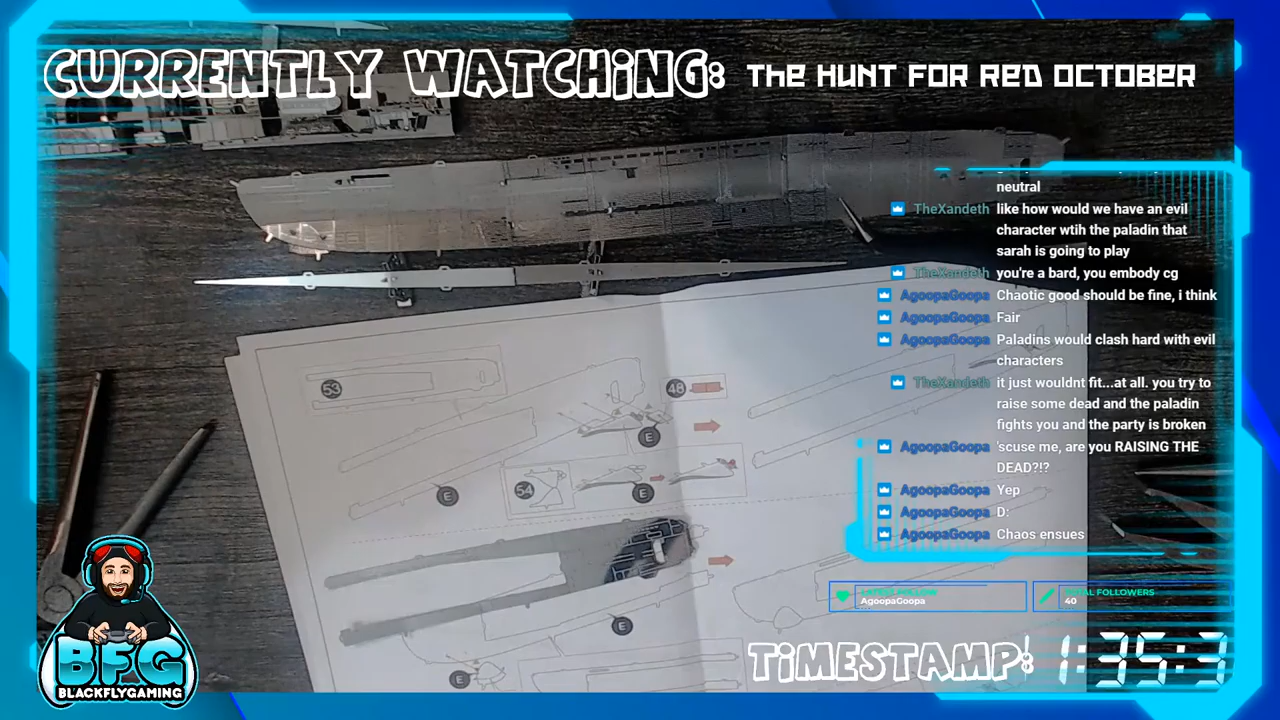 CURRENTLY WATCHING: THE HUNT FOR RED OCTOBER
neutral
TheXandeth like how would we have an evil
character wtih the paladin that
sarah is going to play
TheXandeth you're a bard, you embody cg
AgoopaGoopa Chaotic good should be fine, i think
AgoopaGoopa Fair
AgoopaGoopa Paladins would clash hard with evil
characters
TheXandeth it just wouldnt fit...at all. you try to
raise some dead and the paladin
fights you and the party is broken
AgoopaGoopa 'scuse me, are you RAISING THE
DEAD?!?
AgoopaGoopa Yep
AgoopaGoopa D:
AgoopaGoopa Chaos ensues
53
48
E
54
E
E
E
E
LATEST FOLLOW
AgoopaGoopa
TOTAL FOLLOWERS
40
TIMESTAMP: 1:35:3
BFG
BLACKFLYGAMING